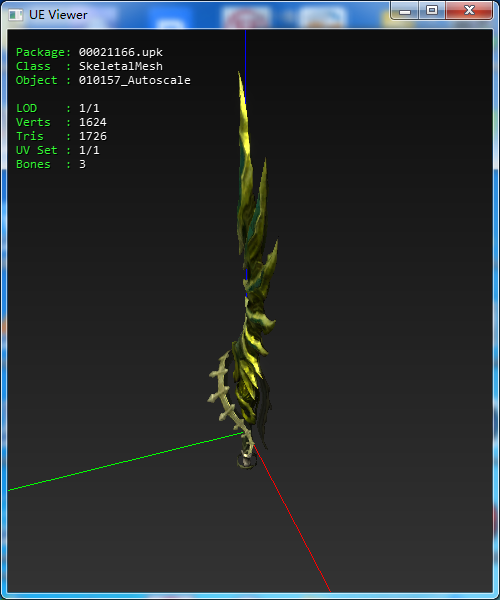 UE Viewer
Package: 00021166.upk
Class : SkeletalMesh
Object : 010157_Autoscale
LOD : 1/1
Verts : 1624
Tris : 1726
UV Set : 1/1
Bones : 3